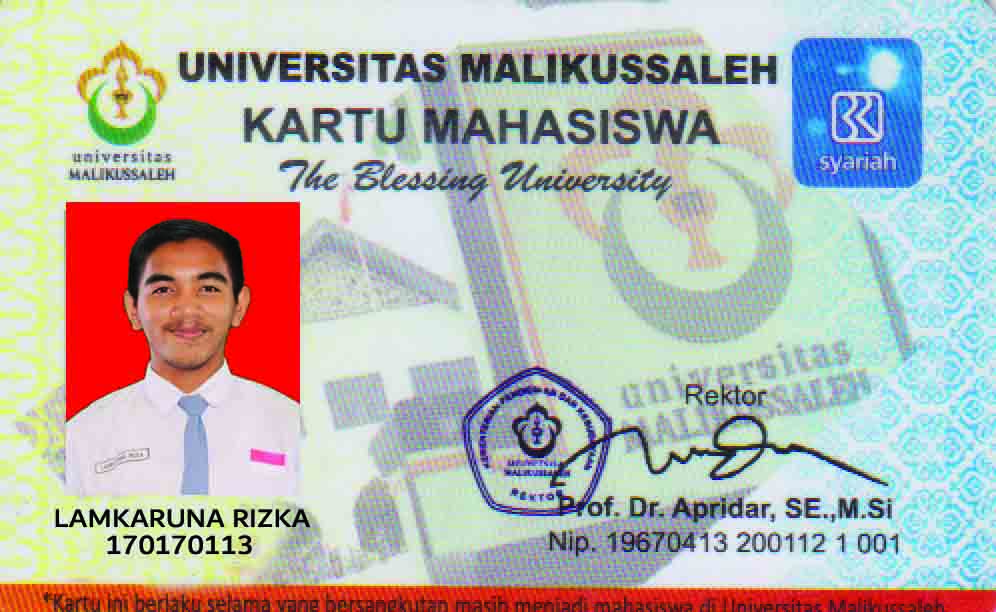 UNIVERSITAS MALIKUSSALEH
KARTU MAHASISWA
The Blessing University
universitas
MALIKUSSALEH
BRI
syariah
universitas
MALIKUSSALEH
Rektor
MALIKUSSALEH
REKTOR
Prof. Dr. Apridar, SE.,M.Si
Nip. 19670413 200112 1 001
LAMKARUNA RIZKA
170170113
*Kartu ini berlaku selama yang bersangkutan masih menjadi mahasiswa di Universitas Malikussaleh